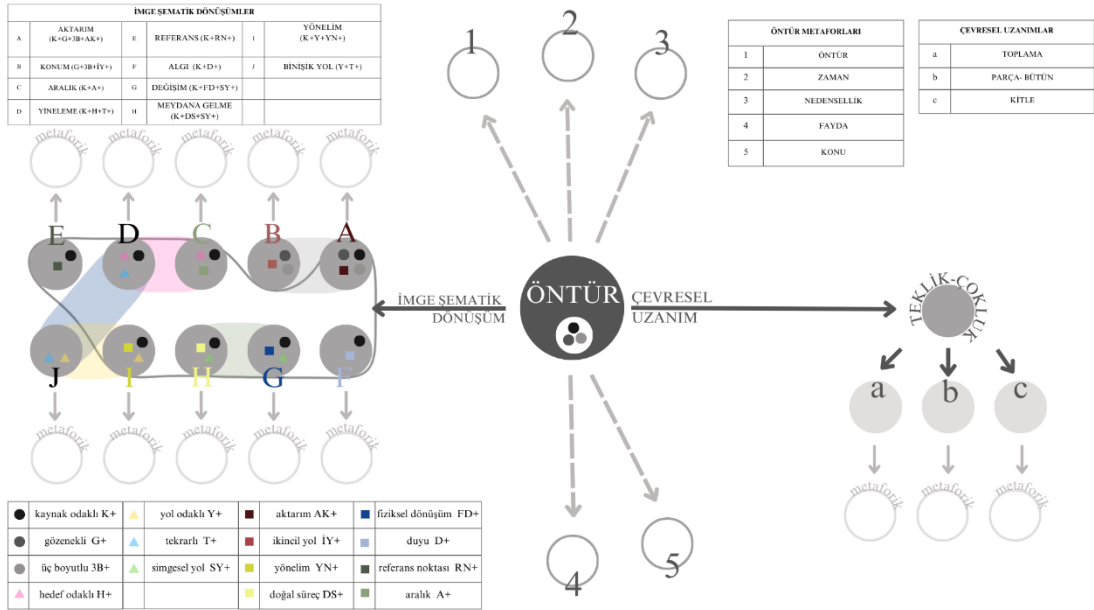 İMGE ŞEMATİK DÖNÜŞÜMLER
A AKTARIM (K+G+3B+AK+) E REFERANS (K+RN+) I YÖNELİM (K+Y+YN+)
B KONUM (G+3B+İY+) F ALGI (K+D+) J BİNİŞIK YOL (Y+T+)
C ARALIK (K+A+) G DEĞİŞİM (K+FD+SY+)
D YİNELEME (K+H+T+) H MEYDANA GELME (K+DS+SY+)
1
2
3
ÖNTÜR METAFORLARI
1 ÖNTÜR
2 ZAMAN
3 NEDENSELLİK
4 FAYDA
5 KONU
ÇEVRESEL UZANIMLAR
a TOPLAMA
b PARÇA- BÜTÜN
c KİTLE
metaforik metaforik metaforik metaforik metaforik
E D C B A
J I H G F
metaforik metaforik metaforik metaforik metaforik
İMGE ŞEMATİK
DÖNÜŞÜM
ÖNTÜR
ÇEVRESEL
UZANIM
TEKLİK-ÇOKLUK
a b c
metaforik metaforik metaforik
4
5
kaynak odaklı K+ yol odaklı Y+ aktarım AK+ fiziksel dönüşüm FD+
gözenekli G+ tekrarlı T+ ikincil yol İY+ duyu D+
üç boyutlu 3B+ simgesel yol SY+ yönelim YN+ referans noktası RN+
hedef odaklı H+ doğal süreç DS+ aralık A+